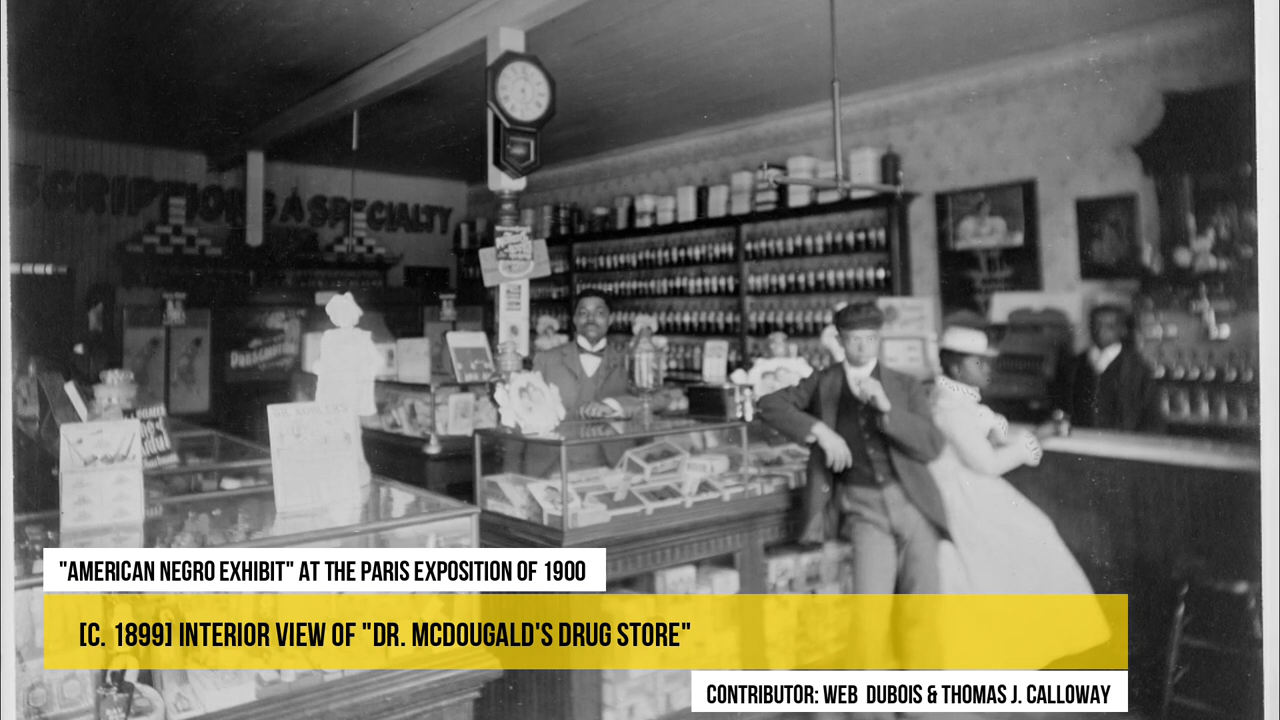 SCRIPTIONS A SPECIALTY
"AMERICAN NEGRO EXHIBIT" AT THE PARIS EXPOSITION OF 1900
[C. 1899] INTERIOR VIEW OF "DR. MCDOUGALD'S DRUG STORE"
CONTRIBUTOR: WEB DUBOIS & THOMAS J. CALLOWAY